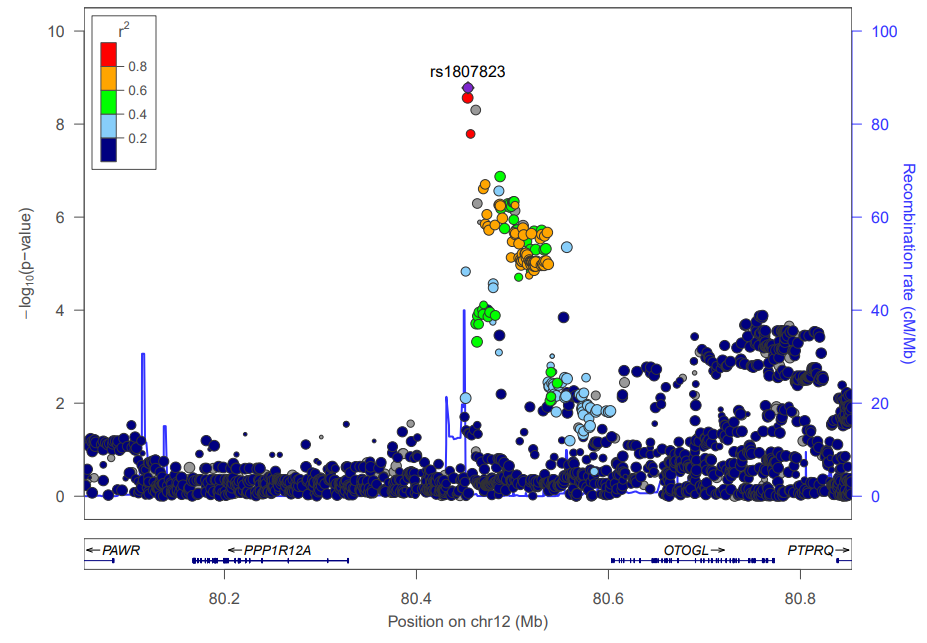 r2
0.8
0.6
0.4
0.2
rs1807823
10
8
6
4
2
0
−log10(p−value)
100
80
60
40
20
0
Recombination rate (cM/Mb)
PAWR
PPP1R12A
OTOGL
PTPRQ
80.2 80.4 80.6 80.8
Position on chr12 (Mb)